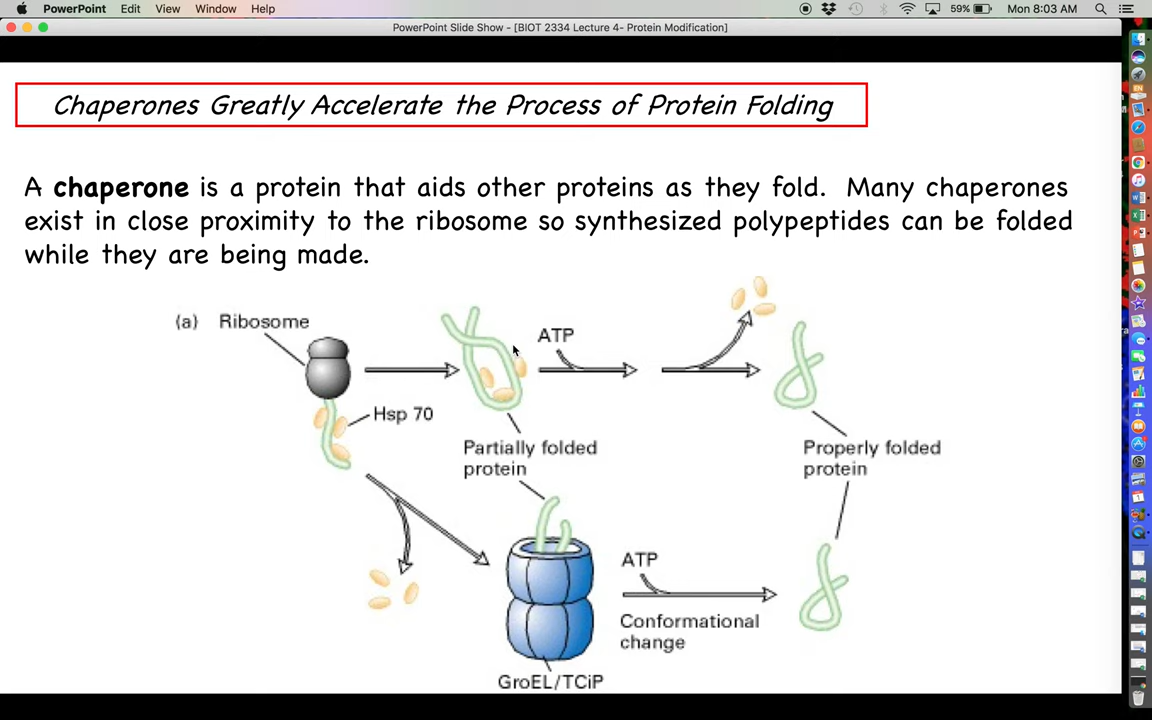 PowerPoint Edit View Window Help 59% Mon 8:03 AM
PowerPoint Slide Show - [BIOT 2334 Lecture 4- Protein Modification]
Chaperones Greatly Accelerate the Process of Protein Folding
A chaperone is a protein that aids other proteins as they fold. Many chaperones
exist in close proximity to the ribosome so synthesized polypeptides can be folded
while they are being made.
(a) Ribosome
ATP
Hsp 70
Partially folded
protein
Properly folded
protein
ATP
Conformational
change
GroEL/TCiP